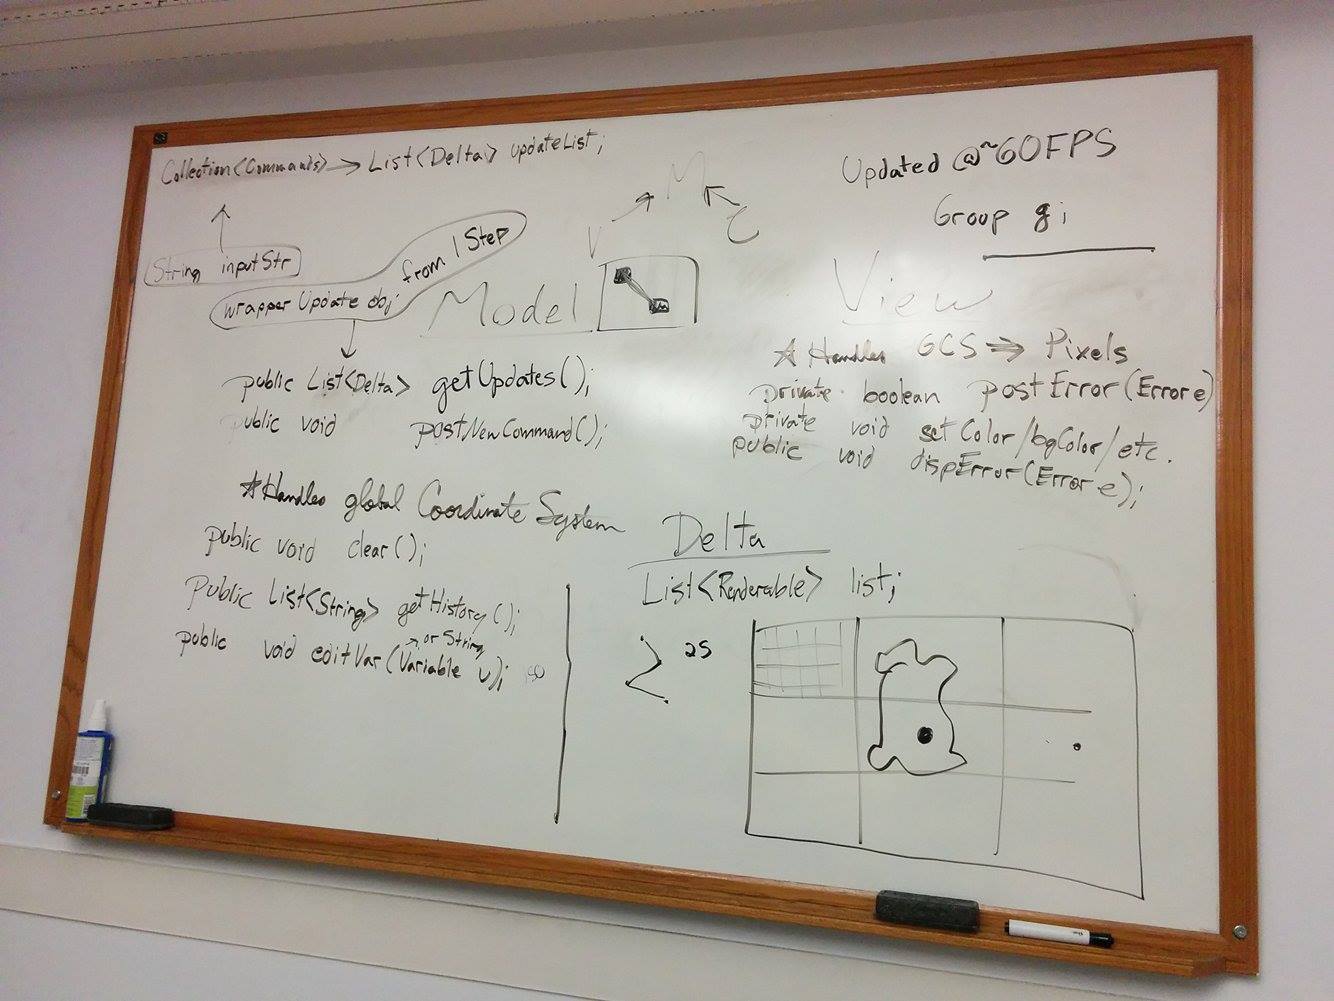 Collection<Commands> → List<Delta> updateList;
String inputStr
wrapper Update obj from 1 Step
M
V
C
Model
public List<Delta> getUpdates();
public void postNewCommand();
★ Handles global Coordinate System
public void clear();
public List<String> getHistory();
→ or String
public void editVar(Variable v);
Updated @~60FPS
Group g;
View
★ Handles GCS ⇒ Pixels
private boolean postError(Error e)
private void setColor/bgColor/etc.
public void dispError(Error e);
Delta
List<Renderable> list;
25